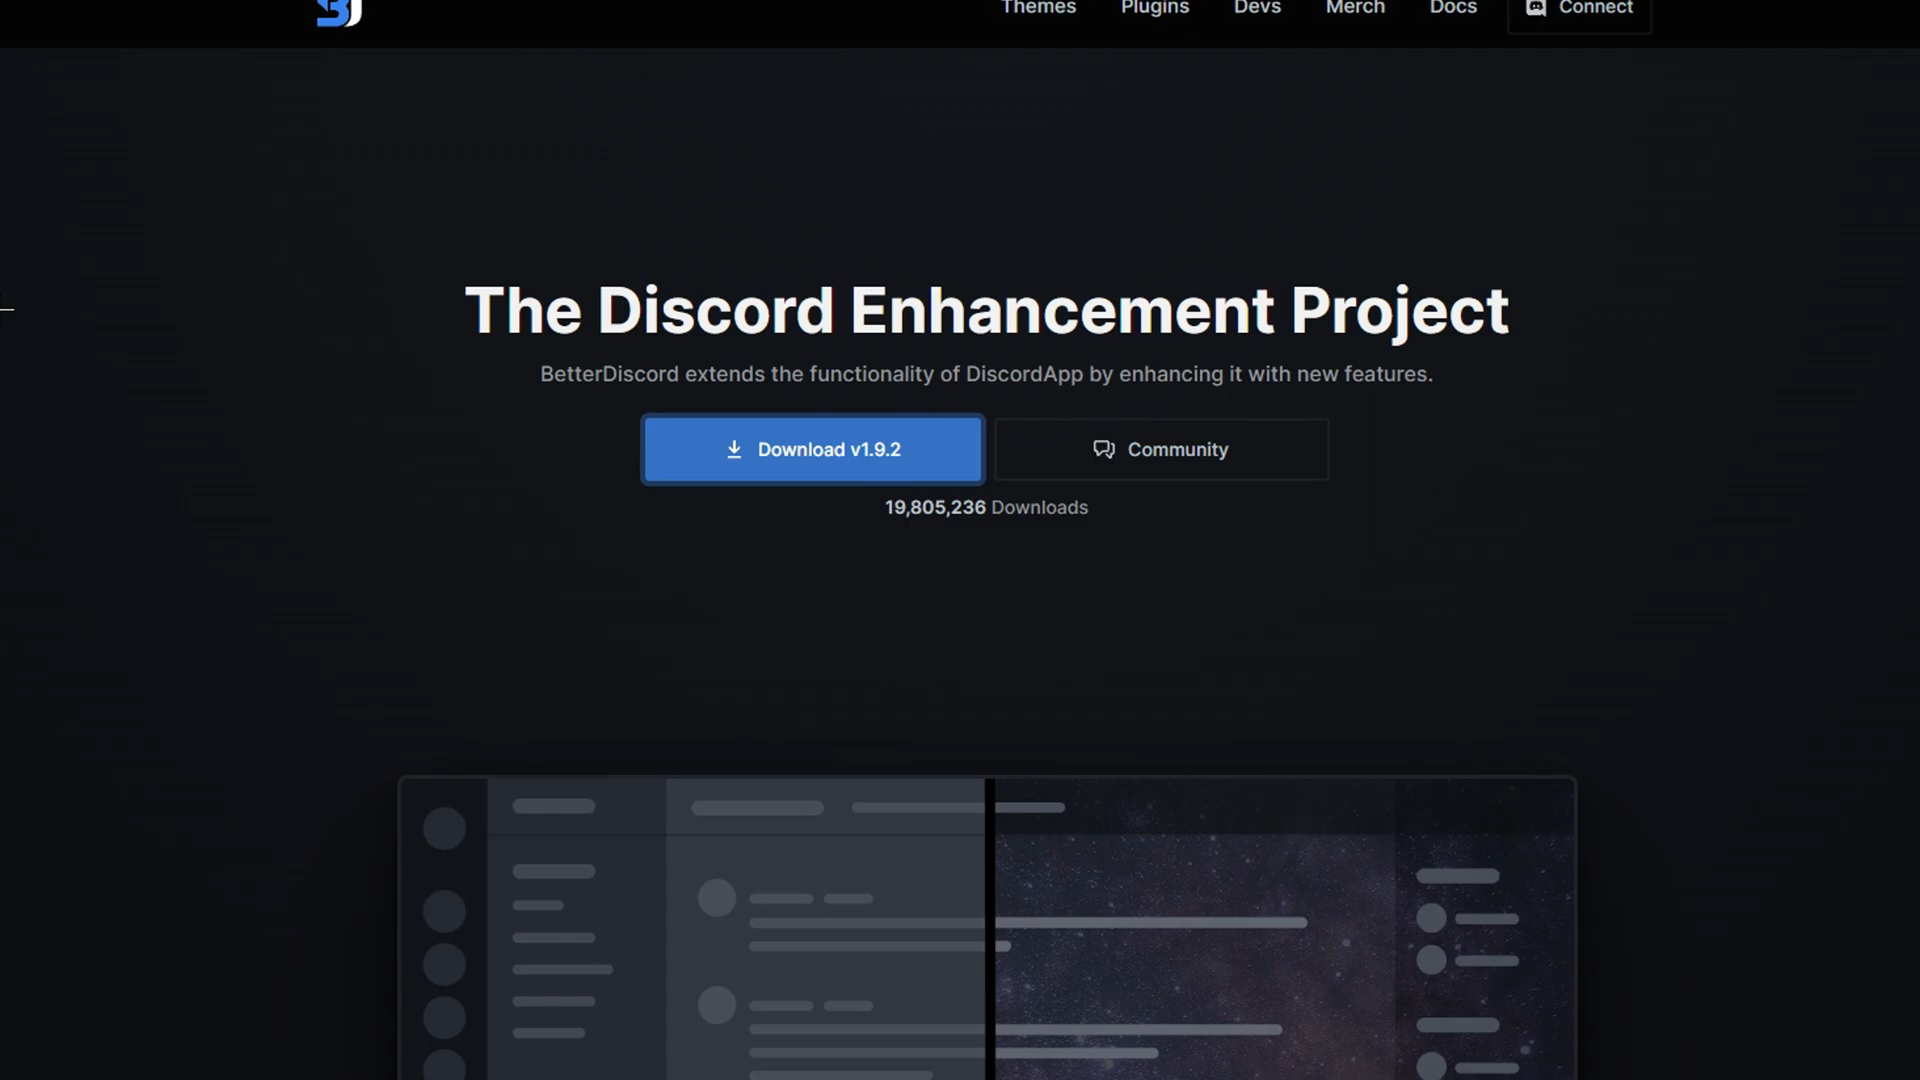 Themes Plugins Devs Merch Docs Connect
The Discord Enhancement Project
BetterDiscord extends the functionality of DiscordApp by enhancing it with new features.
Download v1.9.2 Community
19,805,236 Downloads